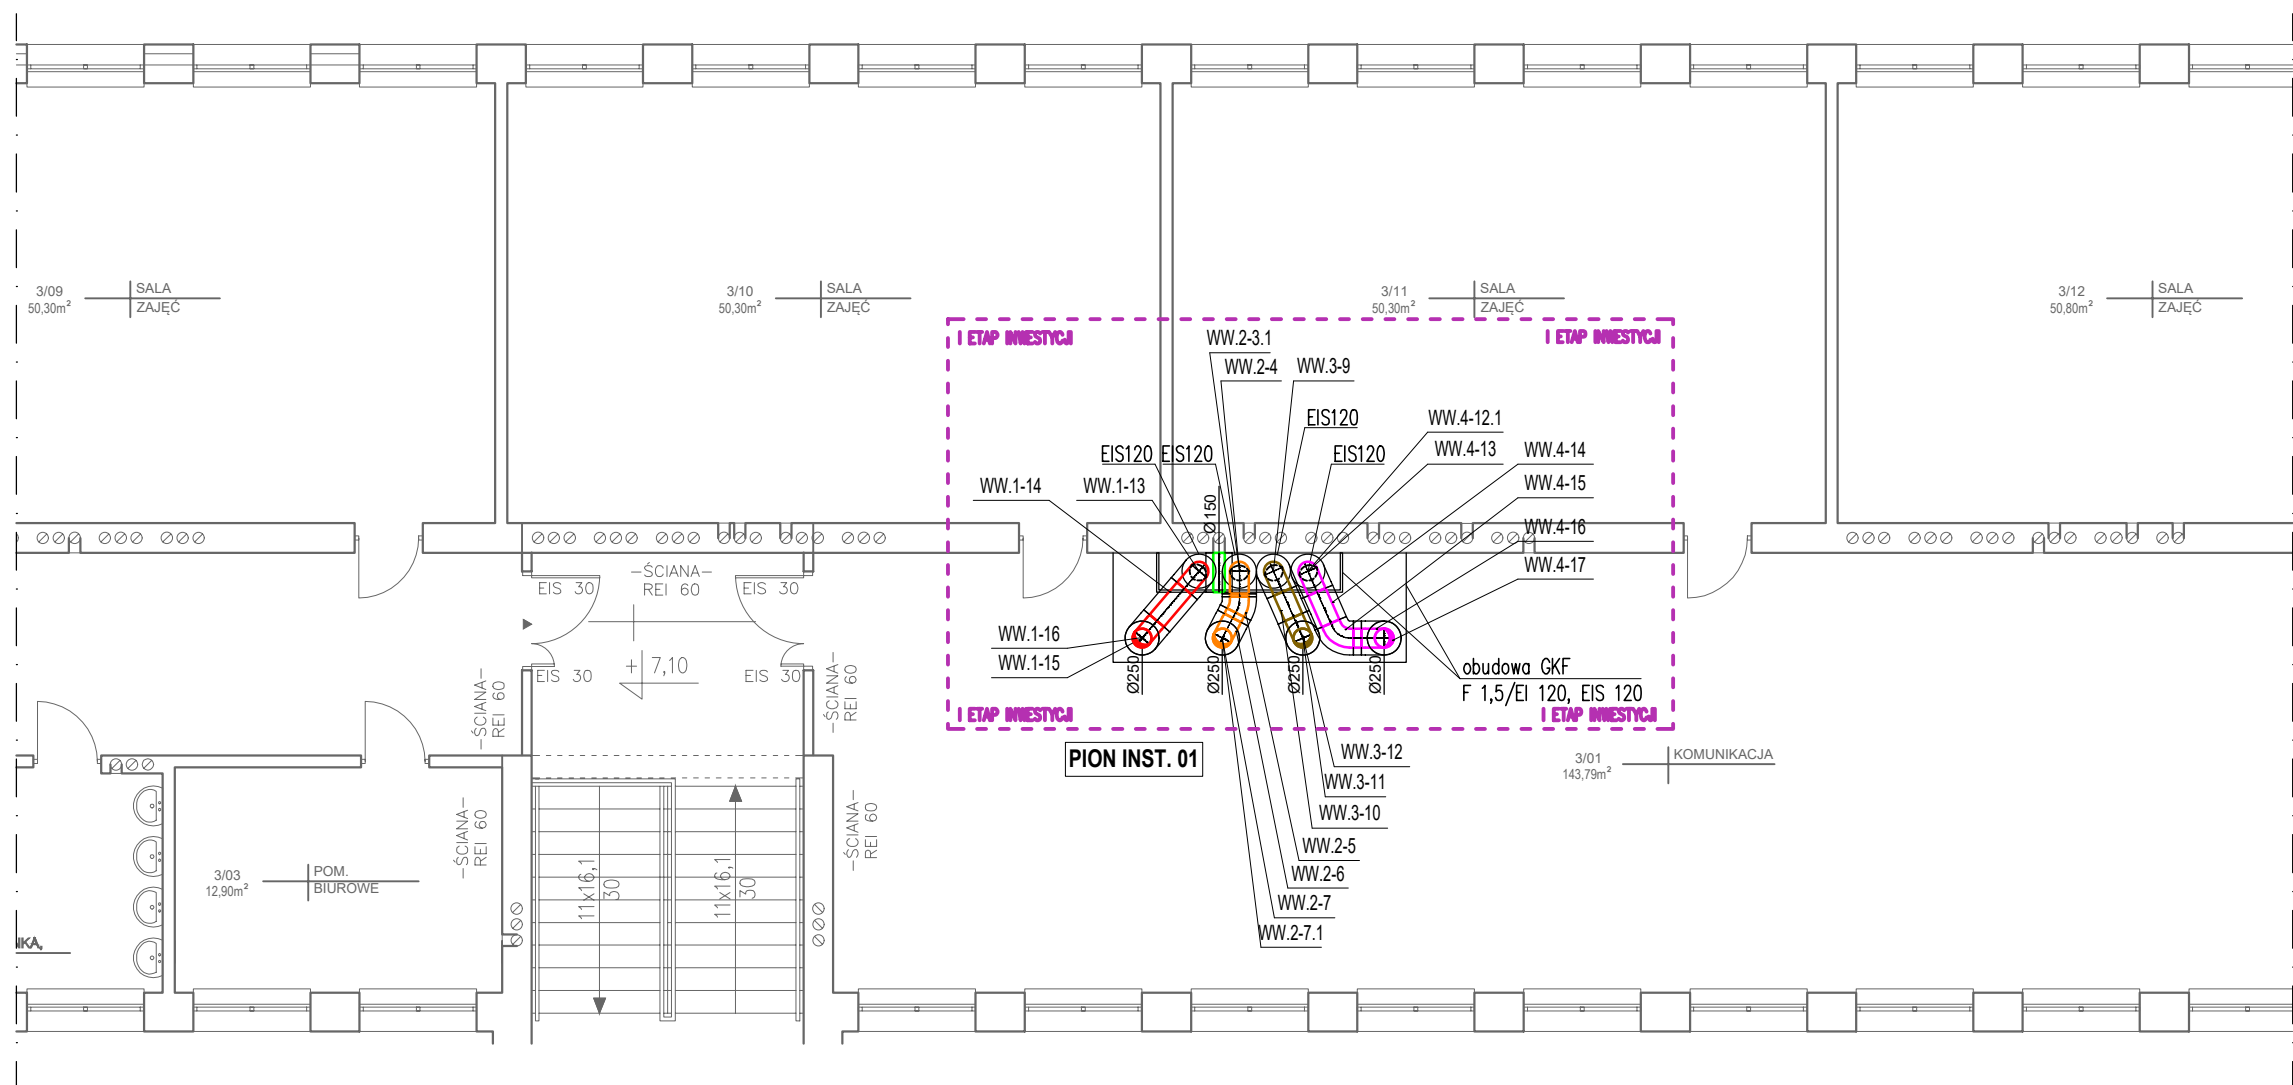 3/09
50,30m²
SALA
ZAJĘĆ
3/10
50,30m²
SALA
ZAJĘĆ
3/11
50,30m²
SALA
ZAJĘĆ
3/12
50,80m²
SALA
ZAJĘĆ
I ETAP INWESTYCJI
I ETAP INWESTYCJI
WW.2-3.1
WW.2-4
WW.3-9
EIS120
WW.4-12.1
WW.4-13
WW.4-14
EIS120
EIS120
EIS120
WW.1-14
WW.1-13
WW.4-15
Ø150
WW.4-16
WW.4-17
EIS 30
-ŚCIANA-
REI 60
EIS 30
WW.1-16
WW.1-15
+ 7,10
EIS 30
EIS 30
-ŚCIANA-
REI 60
-ŚCIANA-
REI 60
Ø250
Ø250
Ø250
Ø250
obudowa GKF
F 1,5/EI 120, EIS 120
I ETAP INWESTYCJI
I ETAP INWESTYCJI
PION INST. 01
WW.3-12
WW.3-11
WW.3-10
WW.2-5
WW.2-6
WW.2-7
WW.2-7.1
3/01
143,79m²
KOMUNIKACJA
3/03
12,90m²
POM.
BIUROWE
-ŚCIANA-
REI 60
-ŚCIANA-
REI 60
11x16,1
30
11x16,1
30